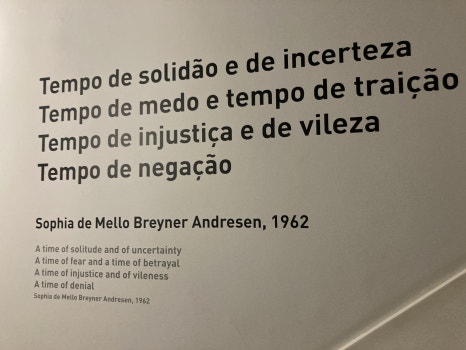 Tempo de solidão e de incerteza
Tempo de medo e tempo de traição
Tempo de injustiça e de vileza
Tempo de negação
Sophia de Mello Breyner Andresen, 1962
A time of solitude and of uncertainty
A time of fear and a time of betrayal
A time of injustice and of vileness
A time of denial
Sophia de Mello Breyner Andresen, 1962